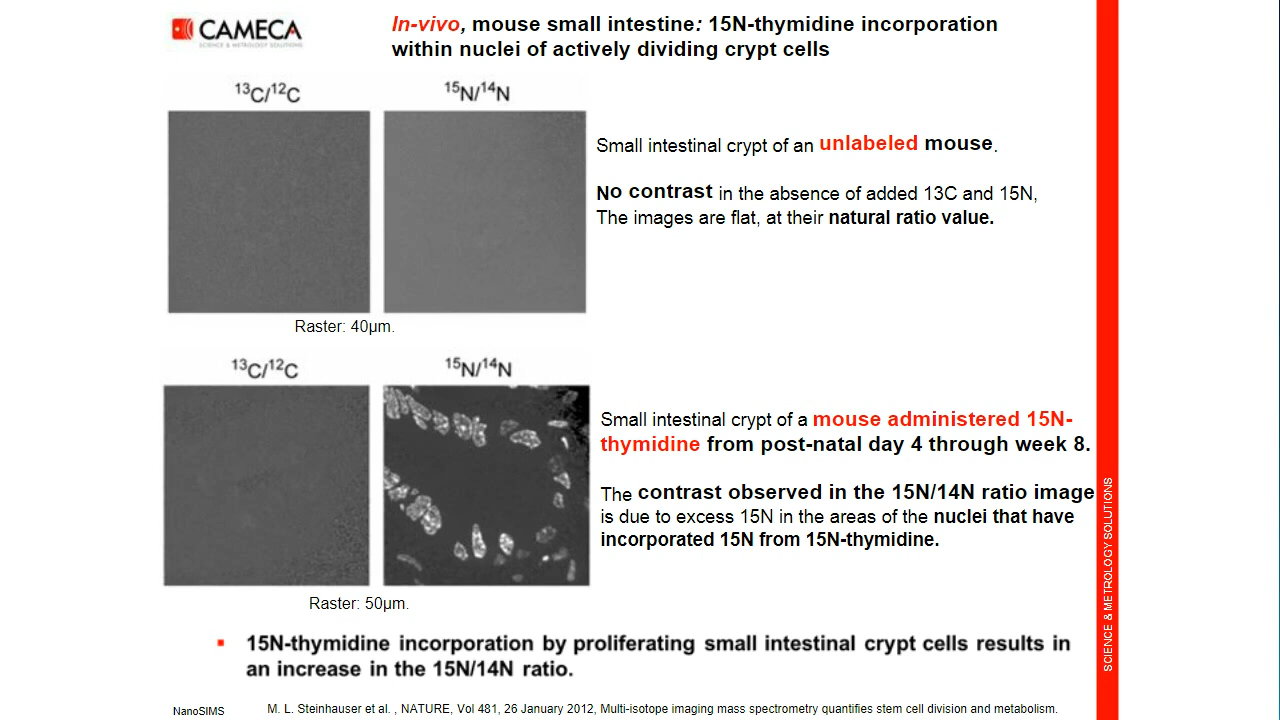 CAMECA
SCIENCE & METROLOGY SOLUTIONS
In-vivo, mouse small intestine: 15N-thymidine incorporation
within nuclei of actively dividing crypt cells
¹³C/¹²C
¹⁵N/¹⁴N
Small intestinal crypt of an unlabeled mouse.
No contrast in the absence of added 13C and 15N,
The images are flat, at their natural ratio value.
Raster: 40µm.
¹³C/¹²C
¹⁵N/¹⁴N
Small intestinal crypt of a mouse administered 15N-
thymidine from post-natal day 4 through week 8.
The contrast observed in the 15N/14N ratio image
is due to excess 15N in the areas of the nuclei that have
incorporated 15N from 15N-thymidine.
Raster: 50µm.
▪ 15N-thymidine incorporation by proliferating small intestinal crypt cells results in
an increase in the 15N/14N ratio.
NanoSIMS
M. L. Steinhauser et al. , NATURE, Vol 481, 26 January 2012, Multi-isotope imaging mass spectrometry quantifies stem cell division and metabolism.
SCIENCE & METROLOGY SOLUTIONS